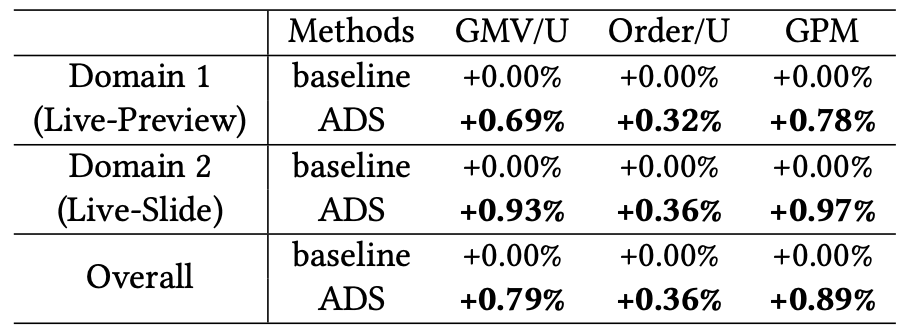 Methods GMV/U Order/U GPM
Domain 1 baseline +0.00% +0.00% +0.00%
(Live-Preview) ADS +0.69% +0.32% +0.78%
Domain 2 baseline +0.00% +0.00% +0.00%
(Live-Slide) ADS +0.93% +0.36% +0.97%
Overall baseline +0.00% +0.00% +0.00%
ADS +0.79% +0.36% +0.89%